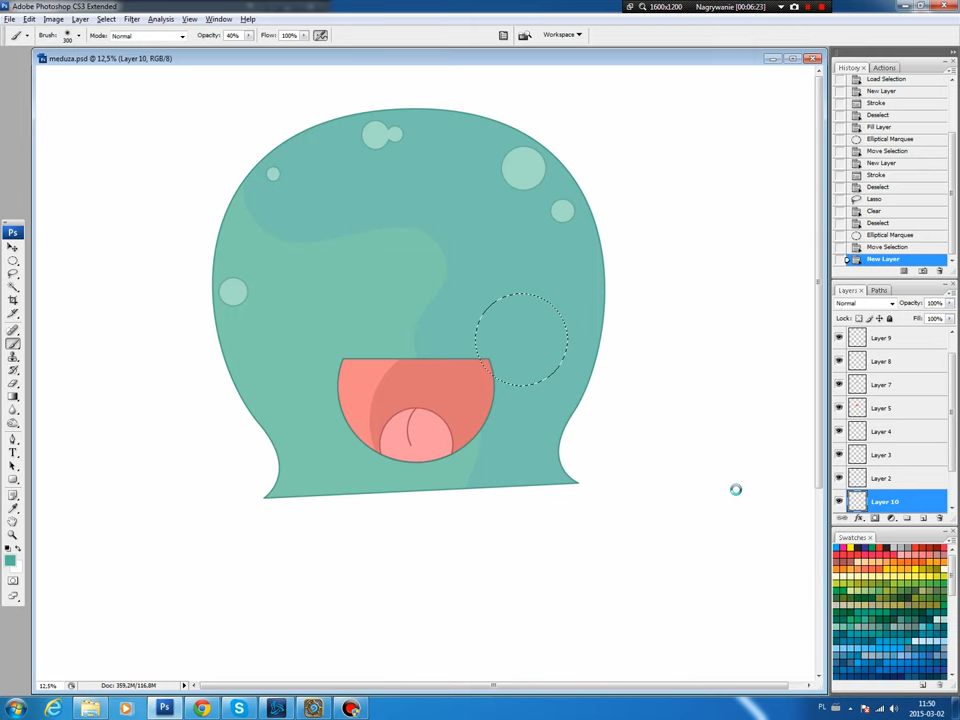 Adobe Photoshop CS3 Extended
1600x1200 Nagrywanie [00:06:23]
File Edit Image Layer Select Filter Analysis View Window Help
Brush: 300 Mode: Normal Opacity: 40% Flow: 100% Workspace
meduza.psd @ 12,5% (Layer 10, RGB/8)
History Actions
Load Selection
New Layer
Stroke
Deselect
Fill Layer
Elliptical Marquee
Move Selection
New Layer
Stroke
Deselect
Lasso
Clear
Deselect
Elliptical Marquee
Move Selection
New Layer
Layers Paths
Normal Opacity: 100%
Lock: Fill: 100%
Layer 9
Layer 8
Layer 7
Layer 5
Layer 4
Layer 3
Layer 2
Layer 10
Swatches
Ps
T
12,5% Doc: 359,2M/116,8M
Ps
PL
11:50
2015-03-02